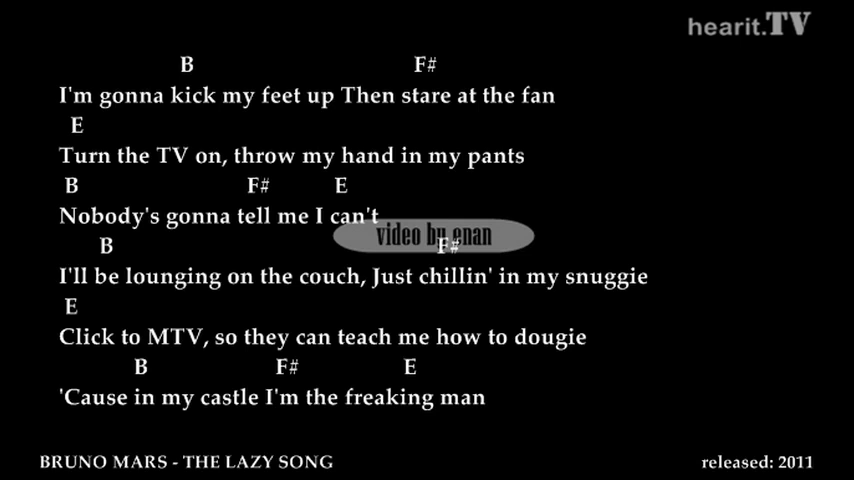 hearit.TV
B F#
I'm gonna kick my feet up Then stare at the fan
E
Turn the TV on, throw my hand in my pants
B F# E
Nobody's gonna tell me I can't
video by enan
B F#
I'll be lounging on the couch, Just chillin' in my snuggie
E
Click to MTV, so they can teach me how to dougie
B F# E
'Cause in my castle I'm the freaking man
BRUNO MARS - THE LAZY SONG released: 2011